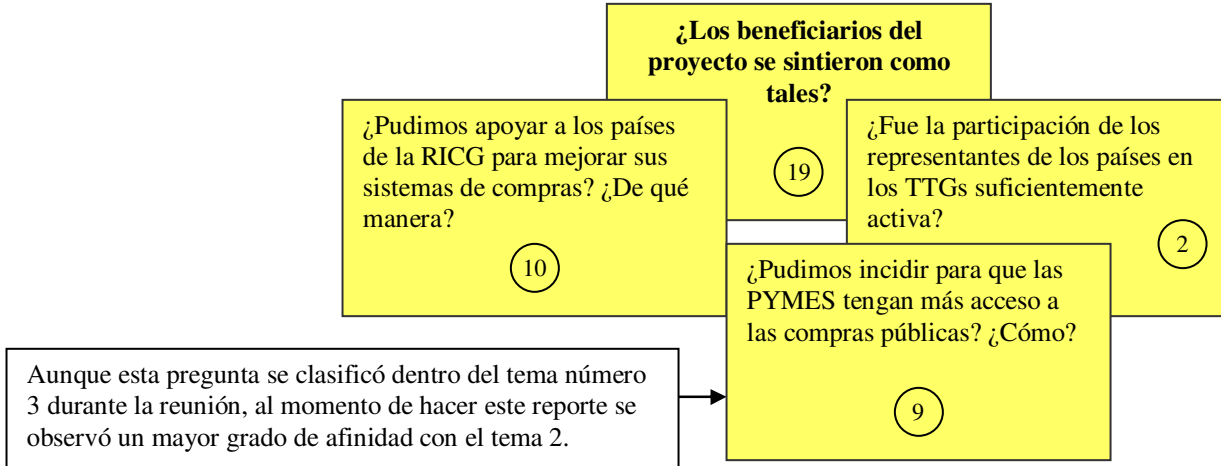 ¿Los beneficiarios del
proyecto se sintieron como
tales?
19
¿Pudimos apoyar a los países
de la RICG para mejorar sus
sistemas de compras? ¿De qué
manera?
10
¿Fue la participación de los
representantes de los países en
los TTGs suficientemente
activa?
2
¿Pudimos incidir para que las
PYMES tengan más acceso a
las compras públicas? ¿Cómo?
9
Aunque esta pregunta se clasificó dentro del tema número
3 durante la reunión, al momento de hacer este reporte se
observó un mayor grado de afinidad con el tema 2.